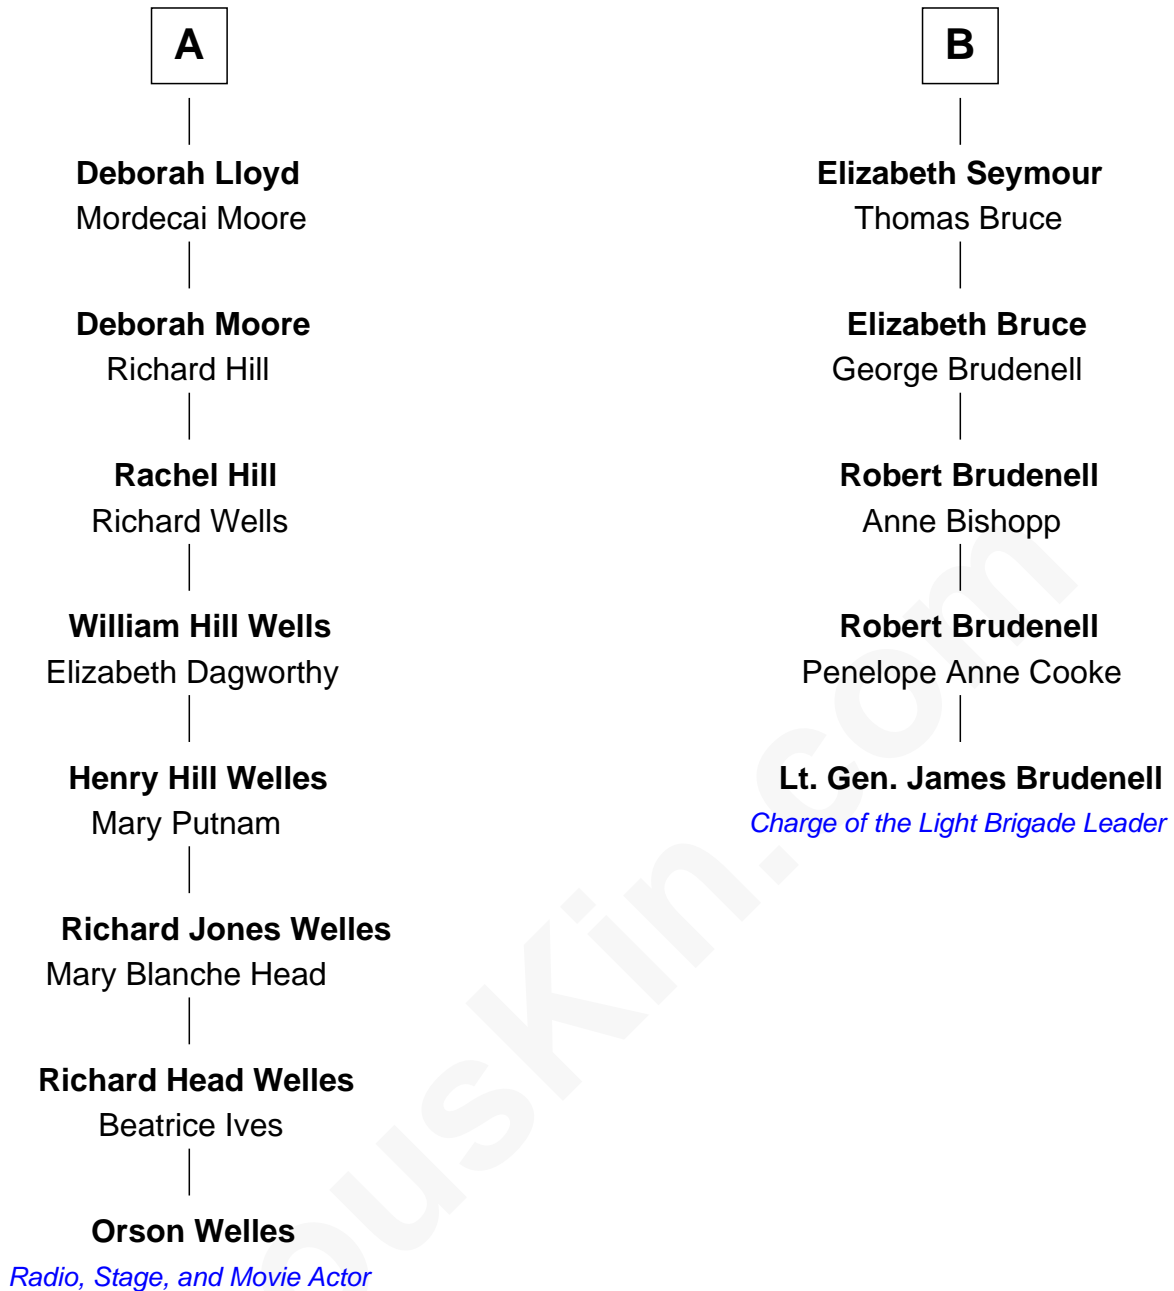 A
Deborah Lloyd
Mordecai Moore
Deborah Moore
Richard Hill
Rachel Hill
Richard Wells
William Hill Wells
Elizabeth Dagworthy
Henry Hill Welles
Mary Putnam
Richard Jones Welles
Mary Blanche Head
Richard Head Welles
Beatrice Ives
Orson Welles
Radio, Stage, and Movie Actor
B
Elizabeth Seymour
Thomas Bruce
Elizabeth Bruce
George Brudenell
Robert Brudenell
Anne Bishopp
Robert Brudenell
Penelope Anne Cooke
Lt. Gen. James Brudenell
Charge of the Light Brigade Leader
ousKin.com